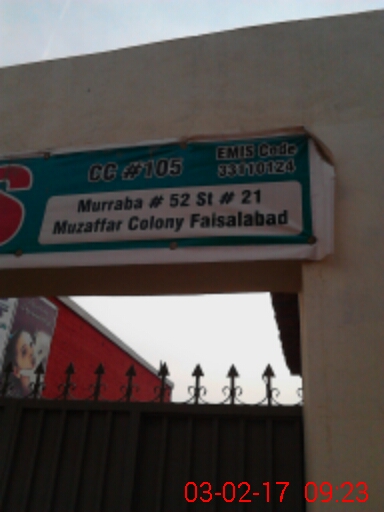 S
CC #105
EMIS Code
33110124
Murraba # 52 St # 21
Muzaffar Colony Faisalabad
03-02-17 09:23